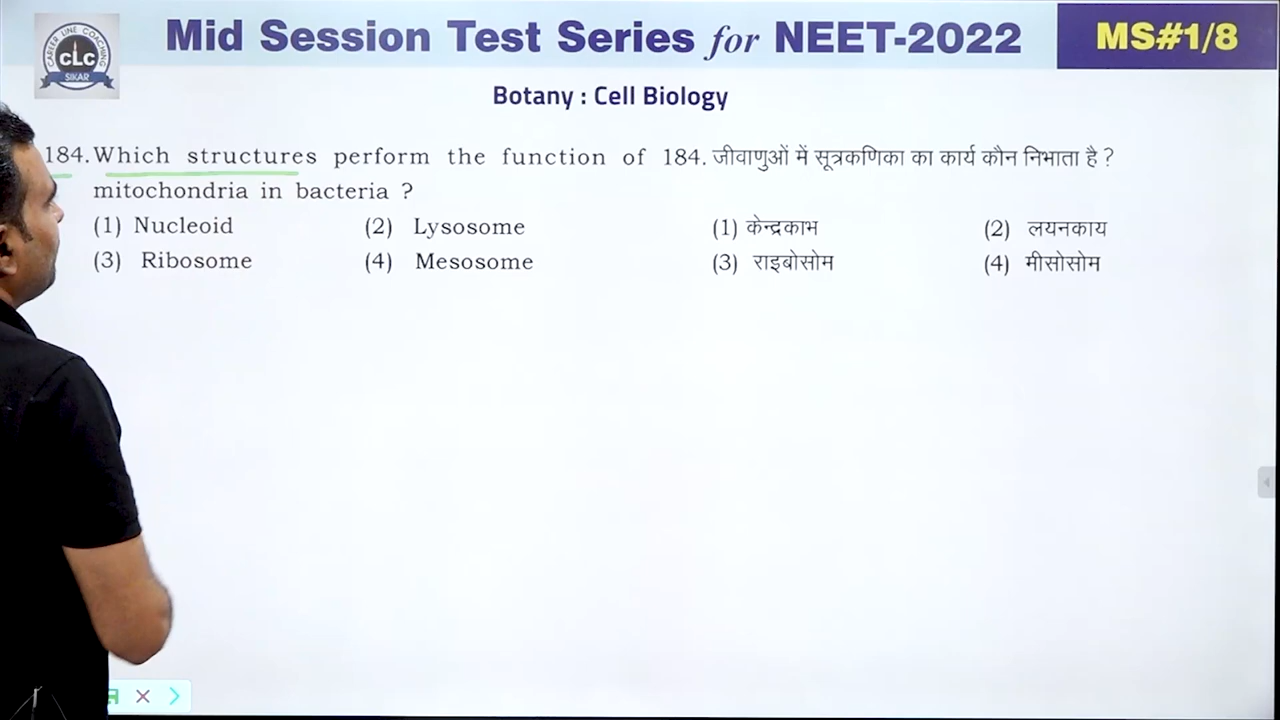 Mid Session Test Series for NEET-2022
MS#1/8
CAREER LINE COACHING
CLC
SIKAR
Botany : Cell Biology
184. Which structures perform the function of
mitochondria in bacteria ?
(1) Nucleoid (2) Lysosome
(3) Ribosome (4) Mesosome
184. जीवाणुओं में सूत्रकणिका का कार्य कौन निभाता है ?
(1) केन्द्रकाभ (2) लयनकाय
(3) राइबोसोम (4) मीसोसोम